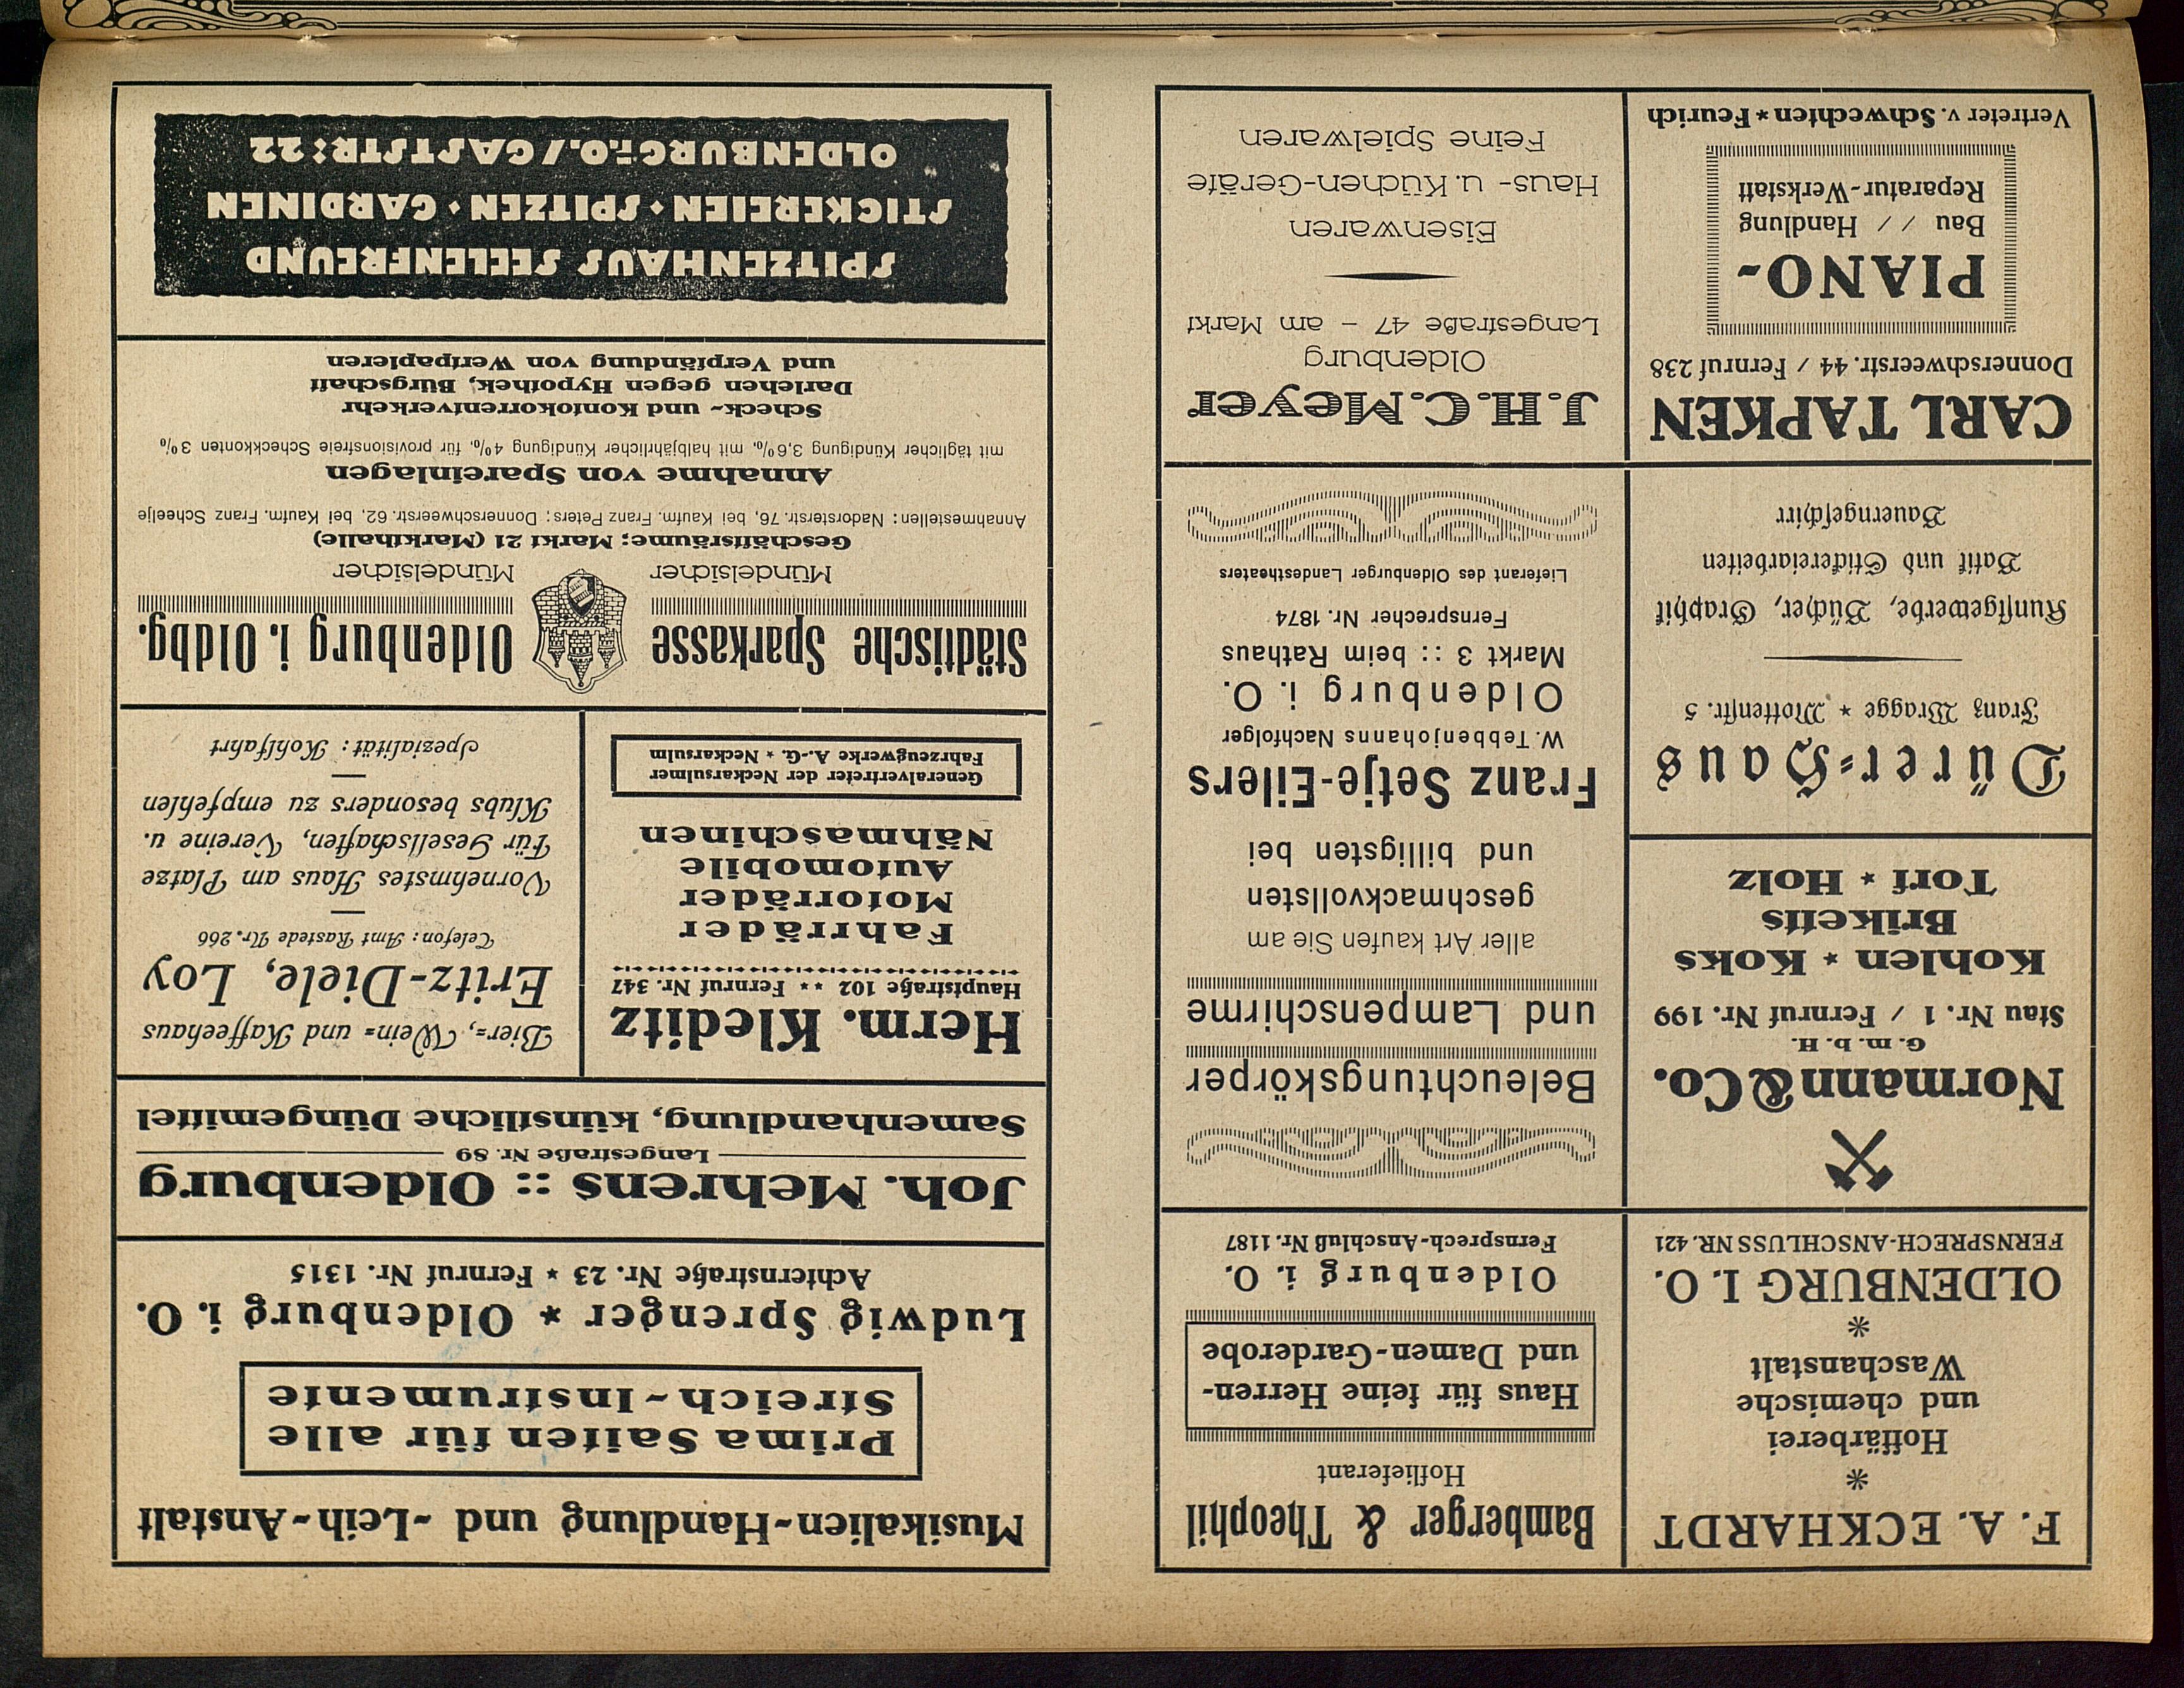 F. A. ECKHARDT
*
Hoffärberei
und chemische
Waschanstalt
*
OLDENBURG I. O.
FERNSPRECH-ANSCHLUSS NR. 421
Bamberger & Theophil
Hoflieferant
Haus für feine Herren-
und Damen-Garderobe
Oldenburg i. O.
Fernsprech-Anschluß Nr. 1187
Normann & Co.
G. m. b. H.
Stau Nr. 1 / Fernruf Nr. 199
Kohlen * Koks
Briketts
Torf * Holz
Dürer-Haus
Franz Wragge * Mottenstr. 5
Kunstgewerbe, Bücher, Graphik
Batik und Stickereiarbeiten
Bauerngeschirr
Beleuchtungskörper
und Lampenschirme
aller Art kaufen Sie am
geschmackvollsten
und billigsten bei
Franz Setje-Eilers
W. Tebbenjohanns Nachfolger
Oldenburg i. O.
Markt 3 :: beim Rathaus
Fernsprecher Nr. 1874
Lieferant des Oldenburger Landestheaters
CARL TAPKEN
Donnerschweerstr. 44 / Fernruf 238
PIANO-
Bau // Handlung
Reparatur-Werkstatt
Vertreter v. Schwechten * Feurich
J. H. C. Meyer
Oldenburg
Langestraße 47 – am Markt
Eisenwaren
Haus- u. Küchen-Geräte
Feine Spielwaren
Musikalien-Handlung und -Leih-Anstalt
Prima Saiten für alle
Streich-Instrumente
Ludwig Sprenger * Oldenburg i. O.
Achternstraße Nr. 23 * Fernruf Nr. 1315
Joh. Mehrens :: Oldenburg
Langestraße Nr. 89
Samenhandlung, künstliche Düngemittel
Herm. Kleditz
Hauptstraße 102 ** Fernruf Nr. 347
Fahrräder
Motorräder
Automobile
Nähmaschinen
Generalvertreter der Neckarsulmer
Fahrzeugwerke A.-G. * Neckarsulm
Bier-, Wein- und Kaffeehaus
Eritz-Diele, Loy
Telefon: Amt Rastede Nr. 266
Vornehmstes Haus am Platze
Für Gesellschaften, Vereine u.
Klubs besonders zu empfehlen
Spezialität: Kohlfahrt
Städtische Sparkasse Oldenburg i. Oldbg.
Mündelsicher Mündelsicher
Geschäftsräume: Markt 21 (Markthalle)
Annahmestellen: Nadorsterstr. 76, bei Kaufm. Franz Peters; Donnerschweerstr. 62, bei Kaufm. Franz Scheelje
Annahme von Spareinlagen
mit täglicher Kündigung 3,6%, mit halbjährlicher Kündigung 4%, für provisionsfreie Scheckkonten 3%
Scheck- und Kontokorrentverkehr
Darlehen gegen Hypothek, Bürgschaft
und Verpfändung von Wertpapieren
SPITZENHAUS SEELENFREUND
STICKEREIEN · SPITZEN · GARDINEN
OLDENBURG i. O. / GASTSTR: 22